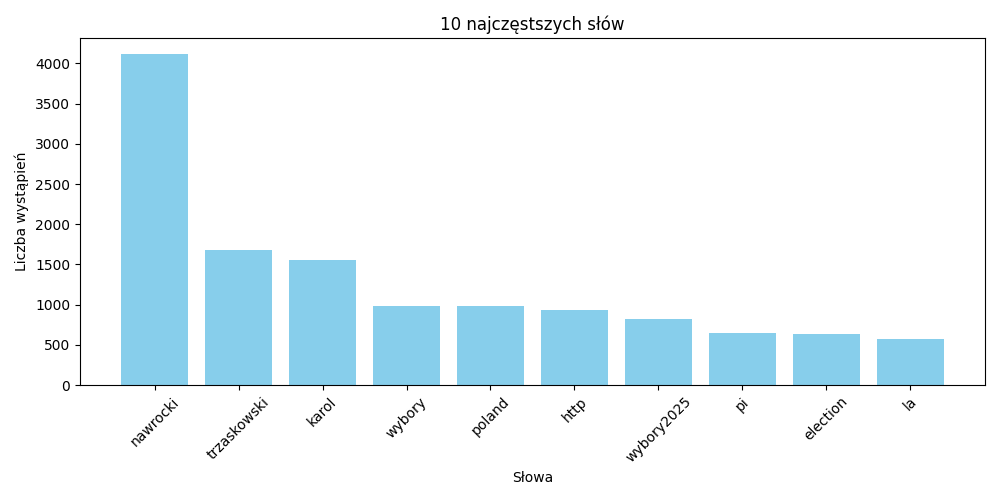 10 najczęstszych słów
Liczba wystąpień
4000
3500
3000
2500
2000
1500
1000
500
0
nawrocki
trzaskowski
karol
wybory
poland
http
wybory2025
pi
election
la
Słowa